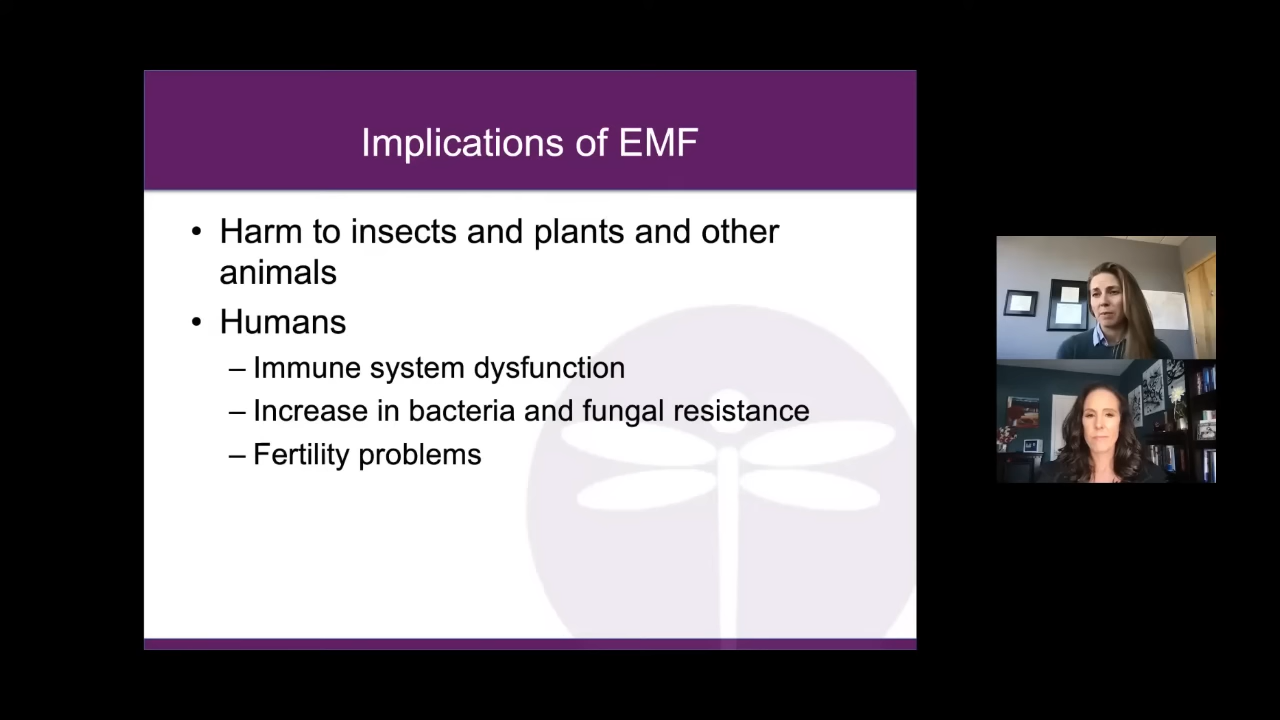 Implications of EMF
• Harm to insects and plants and other
animals
• Humans
– Immune system dysfunction
– Increase in bacteria and fungal resistance
– Fertility problems